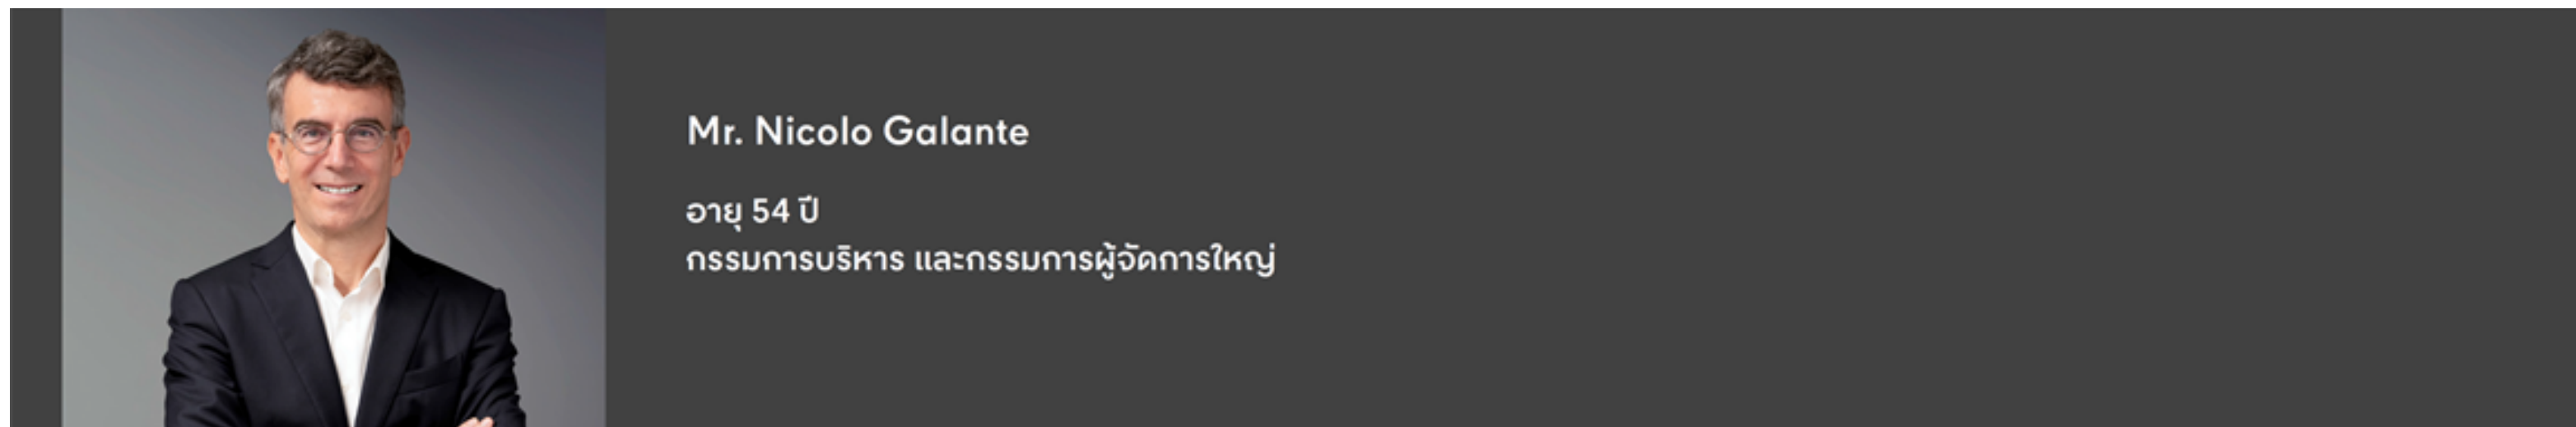 Mr. Nicolo Galante
อายุ 54 ปี
กรรมการบริหาร และกรรมการผู้จัดการใหญ่